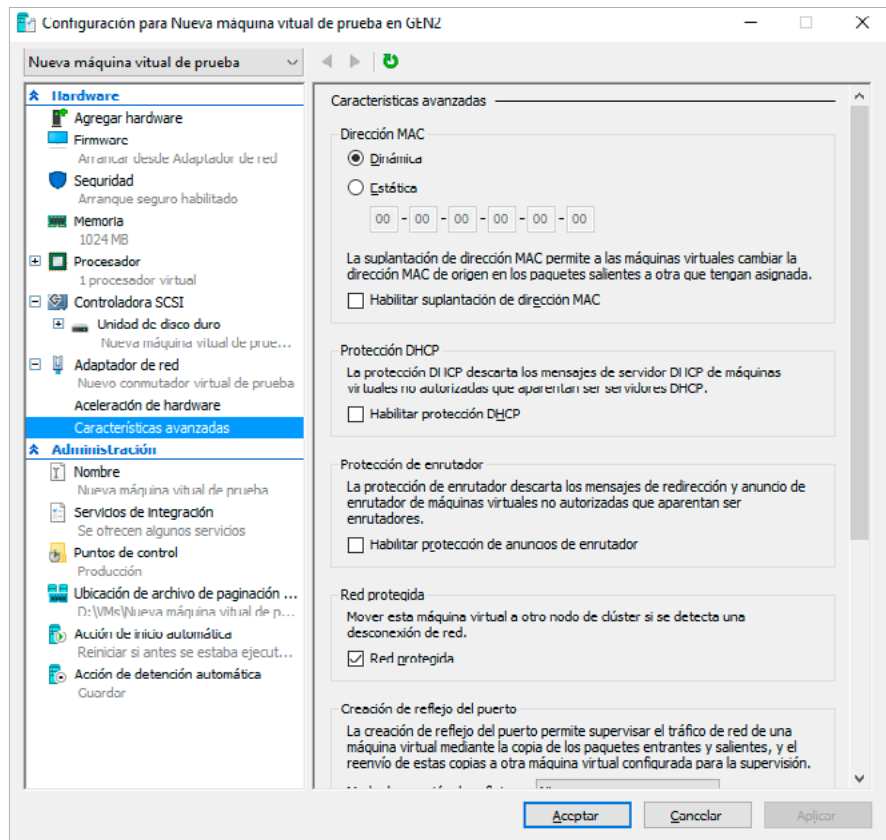 Configuración para Nueva máquina vitual de prueba en GEN2
Nueva máquina vitual de prueba
Hardware
Agregar hardware
Firmware
Arrancar desde Adaptador de red
Seguridad
Arranque seguro habilitado
Memoria
1024 MB
Procesador
1 procesador virtual
Controladora SCSI
Unidad de disco duro
Nueva máquina vitual de prue...
Adaptador de red
Nuevo conmutador virtual de prueba
Aceleración de hardware
Características avanzadas
Administración
Nombre
Nueva máquina vitual de prueba
Servicios de integración
Se ofrecen algunos servicios
Puntos de control
Producción
Ubicación de archivo de paginación ...
D:\VMs\Nueva máquina vitual de p...
Acción de inicio automática
Reiniciar si antes se estaba ejecut...
Acción de detención automática
Guardar
Características avanzadas
Dirección MAC
Dinámica
Estática
00 - 00 - 00 - 00 - 00 - 00
La suplantación de dirección MAC permite a las máquinas virtuales cambiar la
dirección MAC de origen en los paquetes salientes a otra que tengan asignada.
Habilitar suplantación de dirección MAC
Protección DHCP
La protección DHCP descarta los mensajes de servidor DHCP de máquinas
virtuales no autorizadas que aparentan ser servidores DHCP.
Habilitar protección DHCP
Protección de enrutador
La protección de enrutador descarta los mensajes de redirección y anuncio de
enrutador de máquinas virtuales no autorizadas que aparentan ser
enrutadores.
Habilitar protección de anuncios de enrutador
Red protegida
Mover esta máquina virtual a otro nodo de clúster si se detecta una
desconexión de red.
Red protegida
Creación de reflejo del puerto
La creación de reflejo del puerto permite supervisar el tráfico de red de una
máquina virtual mediante la copia de los paquetes entrantes y salientes, y el
reenvío de estas copias a otra máquina virtual configurada para la supervisión.
Aceptar
Cancelar
Aplicar